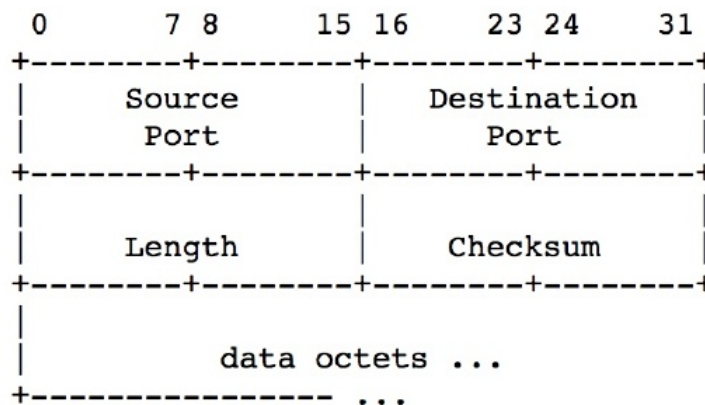 0 7 8 15 16 23 24 31
+--------+--------+--------+--------+
| Source | Destination |
| Port | Port |
+--------+--------+--------+--------+
| | |
| Length | Checksum |
+--------+--------+--------+--------+
|
| data octets ...
+---------------- ...